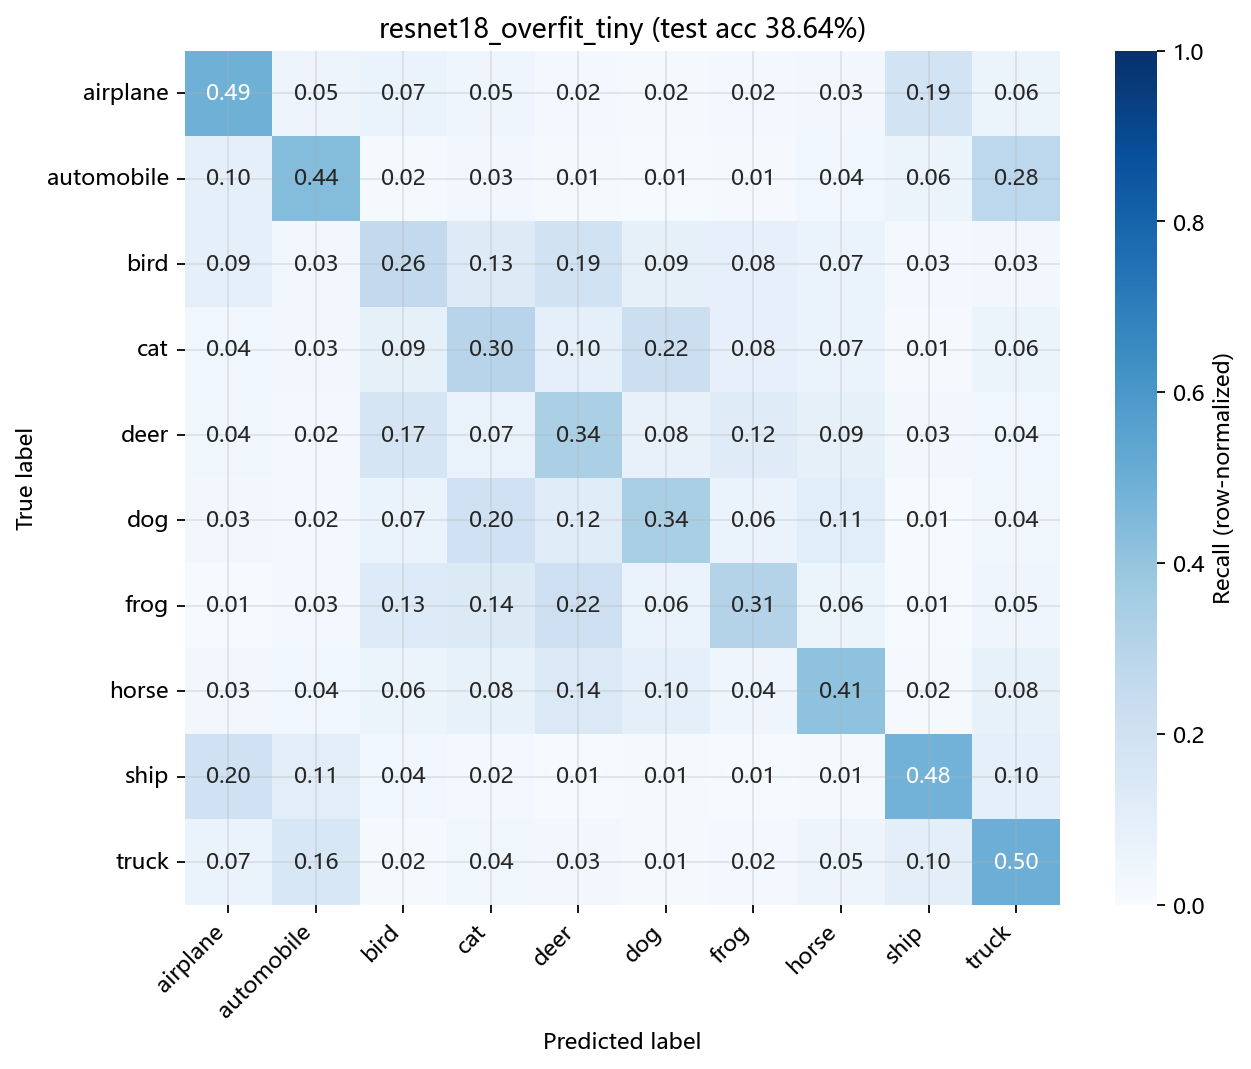 resnet18_overfit_tiny (test acc 38.64%)
airplane 0.49 0.05 0.07 0.05 0.02 0.02 0.02 0.03 0.19 0.06
automobile 0.10 0.44 0.02 0.03 0.01 0.01 0.01 0.04 0.06 0.28
bird 0.09 0.03 0.26 0.13 0.19 0.09 0.08 0.07 0.03 0.03
cat 0.04 0.03 0.09 0.30 0.10 0.22 0.08 0.07 0.01 0.06
deer 0.04 0.02 0.17 0.07 0.34 0.08 0.12 0.09 0.03 0.04
dog 0.03 0.02 0.07 0.20 0.12 0.34 0.06 0.11 0.01 0.04
frog 0.01 0.03 0.13 0.14 0.22 0.06 0.31 0.06 0.01 0.05
horse 0.03 0.04 0.06 0.08 0.14 0.10 0.04 0.41 0.02 0.08
ship 0.20 0.11 0.04 0.02 0.01 0.01 0.01 0.01 0.48 0.10
truck 0.07 0.16 0.02 0.04 0.03 0.01 0.02 0.05 0.10 0.50
airplane automobile bird cat deer dog frog horse ship truck
Predicted label
True label
1.0
0.8
0.6
0.4
0.2
0.0
Recall (row-normalized)